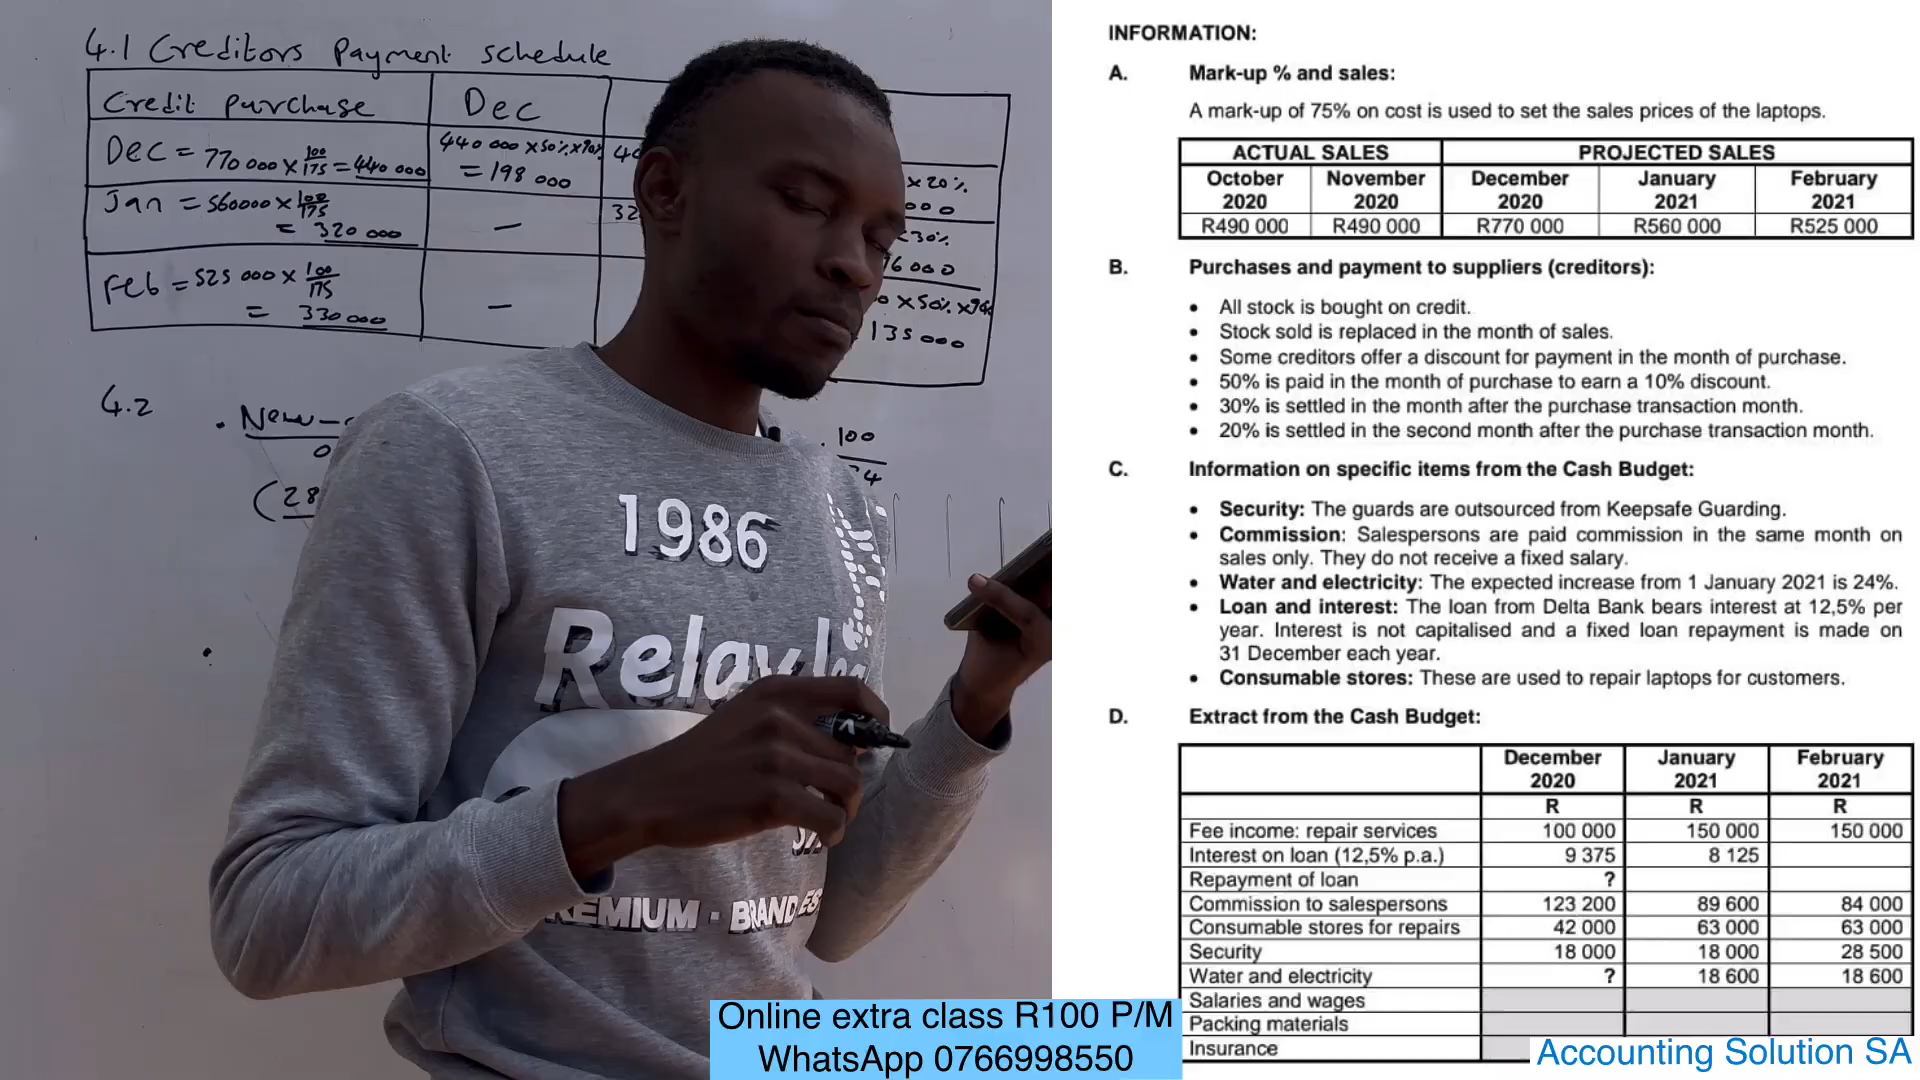 4.1 Creditors Payment schedule
Credit Purchase
Dec
Dec = 770 000 × 100/175 = 440 000
440 000 × 50% × 90%
= 198 000
× 20%
Jan = 560000 × 100/175
= 320 000
–
30%
Feb = 525 000 × 100/175
= 330 000
–
× 50% ×
135 000
4.2
100
1986
Relay
INFORMATION:
A. Mark-up % and sales:
A mark-up of 75% on cost is used to set the sales prices of the laptops.
ACTUAL SALES PROJECTED SALES
October November December January February
2020 2020 2020 2021 2021
R490 000 R490 000 R770 000 R560 000 R525 000
B. Purchases and payment to suppliers (creditors):
• All stock is bought on credit.
• Stock sold is replaced in the month of sales.
• Some creditors offer a discount for payment in the month of purchase.
• 50% is paid in the month of purchase to earn a 10% discount.
• 30% is settled in the month after the purchase transaction month.
• 20% is settled in the second month after the purchase transaction month.
C. Information on specific items from the Cash Budget:
• Security: The guards are outsourced from Keepsafe Guarding.
• Commission: Salespersons are paid commission in the same month on
sales only. They do not receive a fixed salary.
• Water and electricity: The expected increase from 1 January 2021 is 24%.
• Loan and interest: The loan from Delta Bank bears interest at 12,5% per
year. Interest is not capitalised and a fixed loan repayment is made on
31 December each year.
• Consumable stores: These are used to repair laptops for customers.
D. Extract from the Cash Budget:
December January February
2020 2021 2021
R R R
Fee income: repair services 100 000 150 000 150 000
Interest on loan (12,5% p.a.) 9 375 8 125
Repayment of loan ?
Commission to salespersons 123 200 89 600 84 000
Consumable stores for repairs 42 000 63 000 63 000
Security 18 000 18 000 28 500
Water and electricity ? 18 600 18 600
Salaries and wages
Packing materials
Insurance
Online extra class R100 P/M
WhatsApp 0766998550
Accounting Solution SA